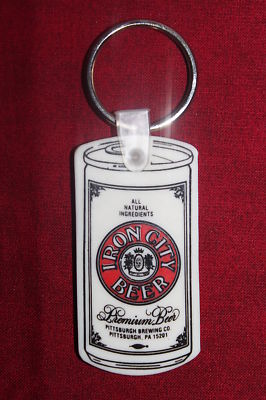 ALL
NATURAL
INGREDIENTS
IRON CITY
BEER
Premium Beer
PITTSBURGH BREWING CO.
PITTSBURGH, PA 15201